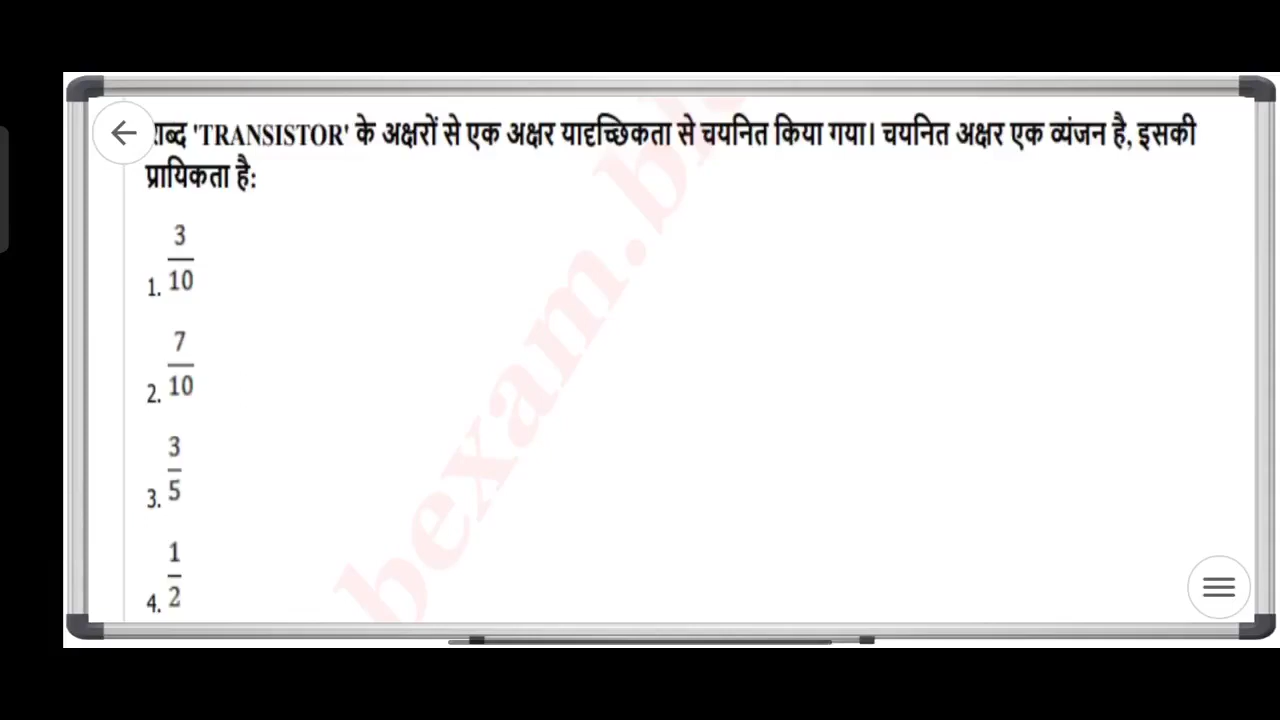 'TRANSISTOR' के अक्षरों से एक अक्षर यादृच्छिकता से चयनित किया गया। चयनित अक्षर एक व्यंजन है, इसकी
प्रायिकता है:
1. 3/10
2. 7/10
3. 3/5
4. 1/2